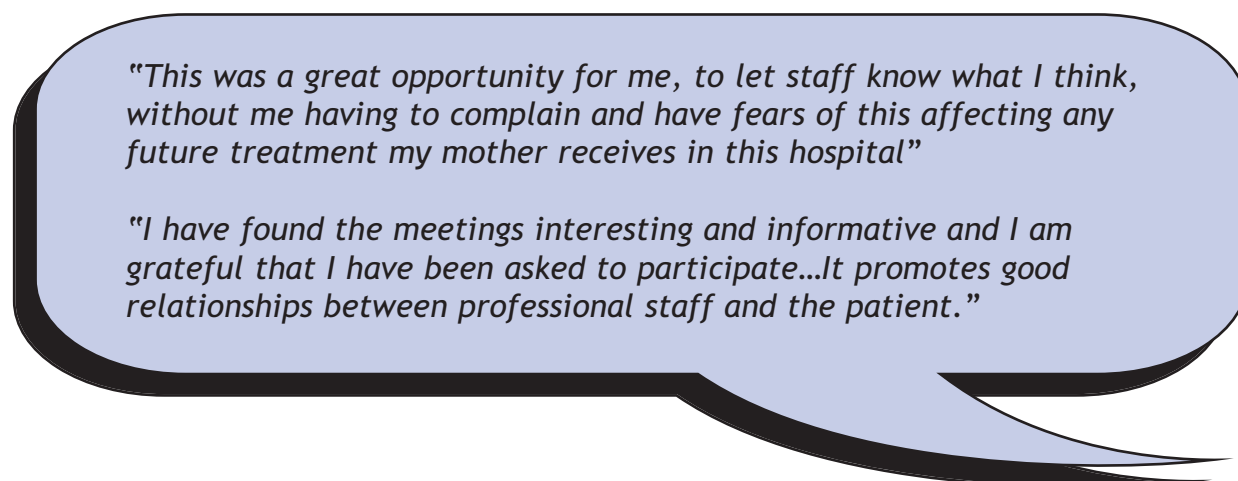 “This was a great opportunity for me, to let staff know what I think,
without me having to complain and have fears of this affecting any
future treatment my mother receives in this hospital”
“I have found the meetings interesting and informative and I am
grateful that I have been asked to participate…It promotes good
relationships between professional staff and the patient.”